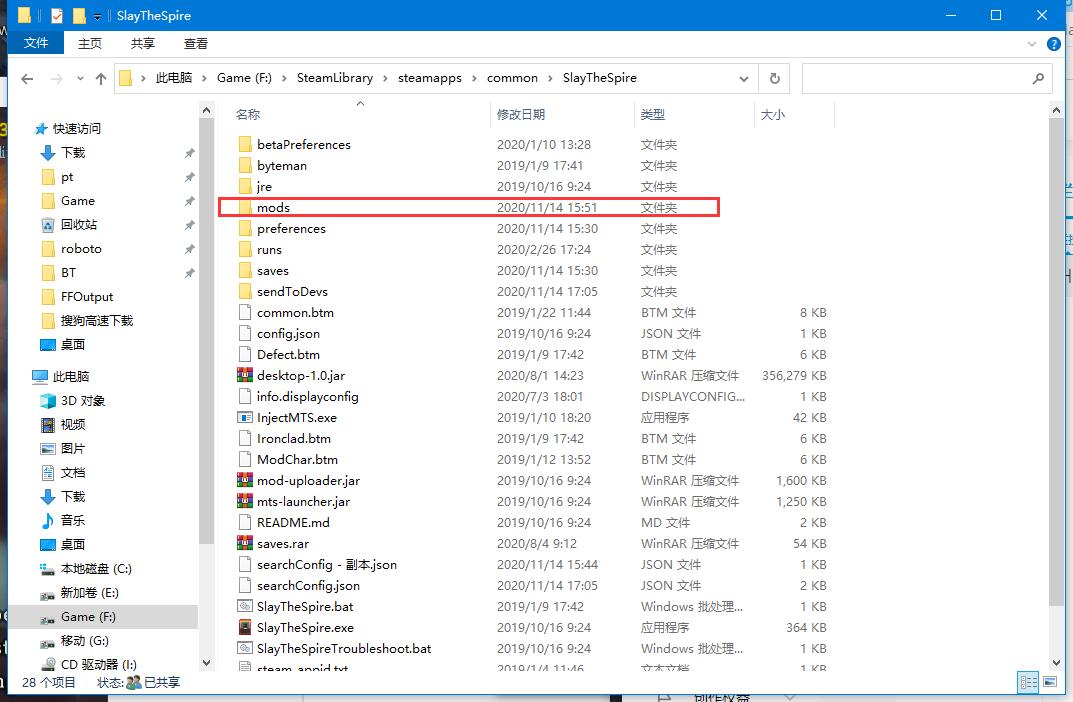 SlayTheSpire
文件 主页 共享 查看
此电脑 Game (F:) SteamLibrary steamapps common SlayTheSpire
名称 修改日期 类型 大小
快速访问
下载
pt
Game
回收站
roboto
BT
FFOutput
搜狗高速下载
桌面
此电脑
3D 对象
视频
图片
文档
下载
音乐
桌面
本地磁盘 (C:)
新加卷 (E:)
Game (F:)
移动 (G:)
CD 驱动器 (I:)
betaPreferences 2020/1/10 13:28 文件夹
byteman 2019/1/9 17:41 文件夹
jre 2019/10/16 9:24 文件夹
mods 2020/11/14 15:51 文件夹
preferences 2020/11/14 15:30 文件夹
runs 2020/2/26 17:24 文件夹
saves 2020/11/14 15:30 文件夹
sendToDevs 2020/11/14 17:05 文件夹
common.btm 2019/1/22 11:44 BTM 文件 8 KB
config.json 2019/10/16 9:24 JSON 文件 1 KB
Defect.btm 2019/1/9 17:42 BTM 文件 6 KB
desktop-1.0.jar 2020/8/1 14:23 WinRAR 压缩文件 356,279 KB
info.displayconfig 2020/7/3 18:01 DISPLAYCONFIG... 1 KB
InjectMTS.exe 2019/1/10 18:20 应用程序 42 KB
Ironclad.btm 2019/1/9 17:42 BTM 文件 6 KB
ModChar.btm 2019/1/12 13:52 BTM 文件 6 KB
mod-uploader.jar 2019/10/16 9:24 WinRAR 压缩文件 1,600 KB
mts-launcher.jar 2019/10/16 9:24 WinRAR 压缩文件 1,250 KB
README.md 2019/10/16 9:24 MD 文件 2 KB
saves.rar 2020/8/4 9:12 WinRAR 压缩文件 54 KB
searchConfig - 副本.json 2020/11/14 15:44 JSON 文件 1 KB
searchConfig.json 2020/11/14 17:05 JSON 文件 2 KB
SlayTheSpire.bat 2019/1/9 17:42 Windows 批处理... 1 KB
SlayTheSpire.exe 2019/10/16 9:24 应用程序 364 KB
SlayTheSpireTroubleshoot.bat 2019/10/16 9:24 Windows 批处理... 1 KB
steam_appid.txt 2019/1/4 11:46 文本文档 1 KB
28 个项目 状态: 已共享
创作权益